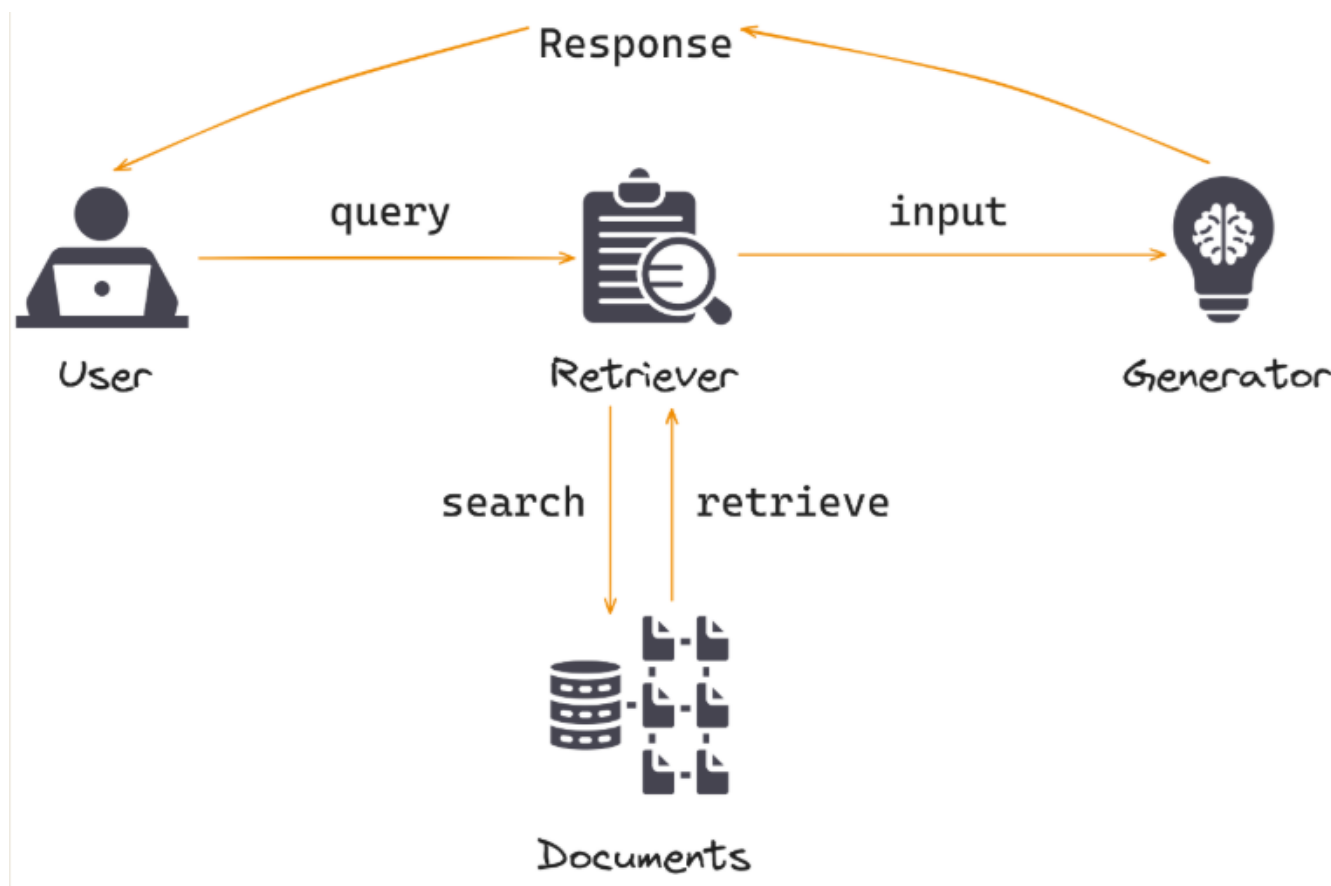 Response
query
input
User
Retriever
Generator
search
retrieve
Documents